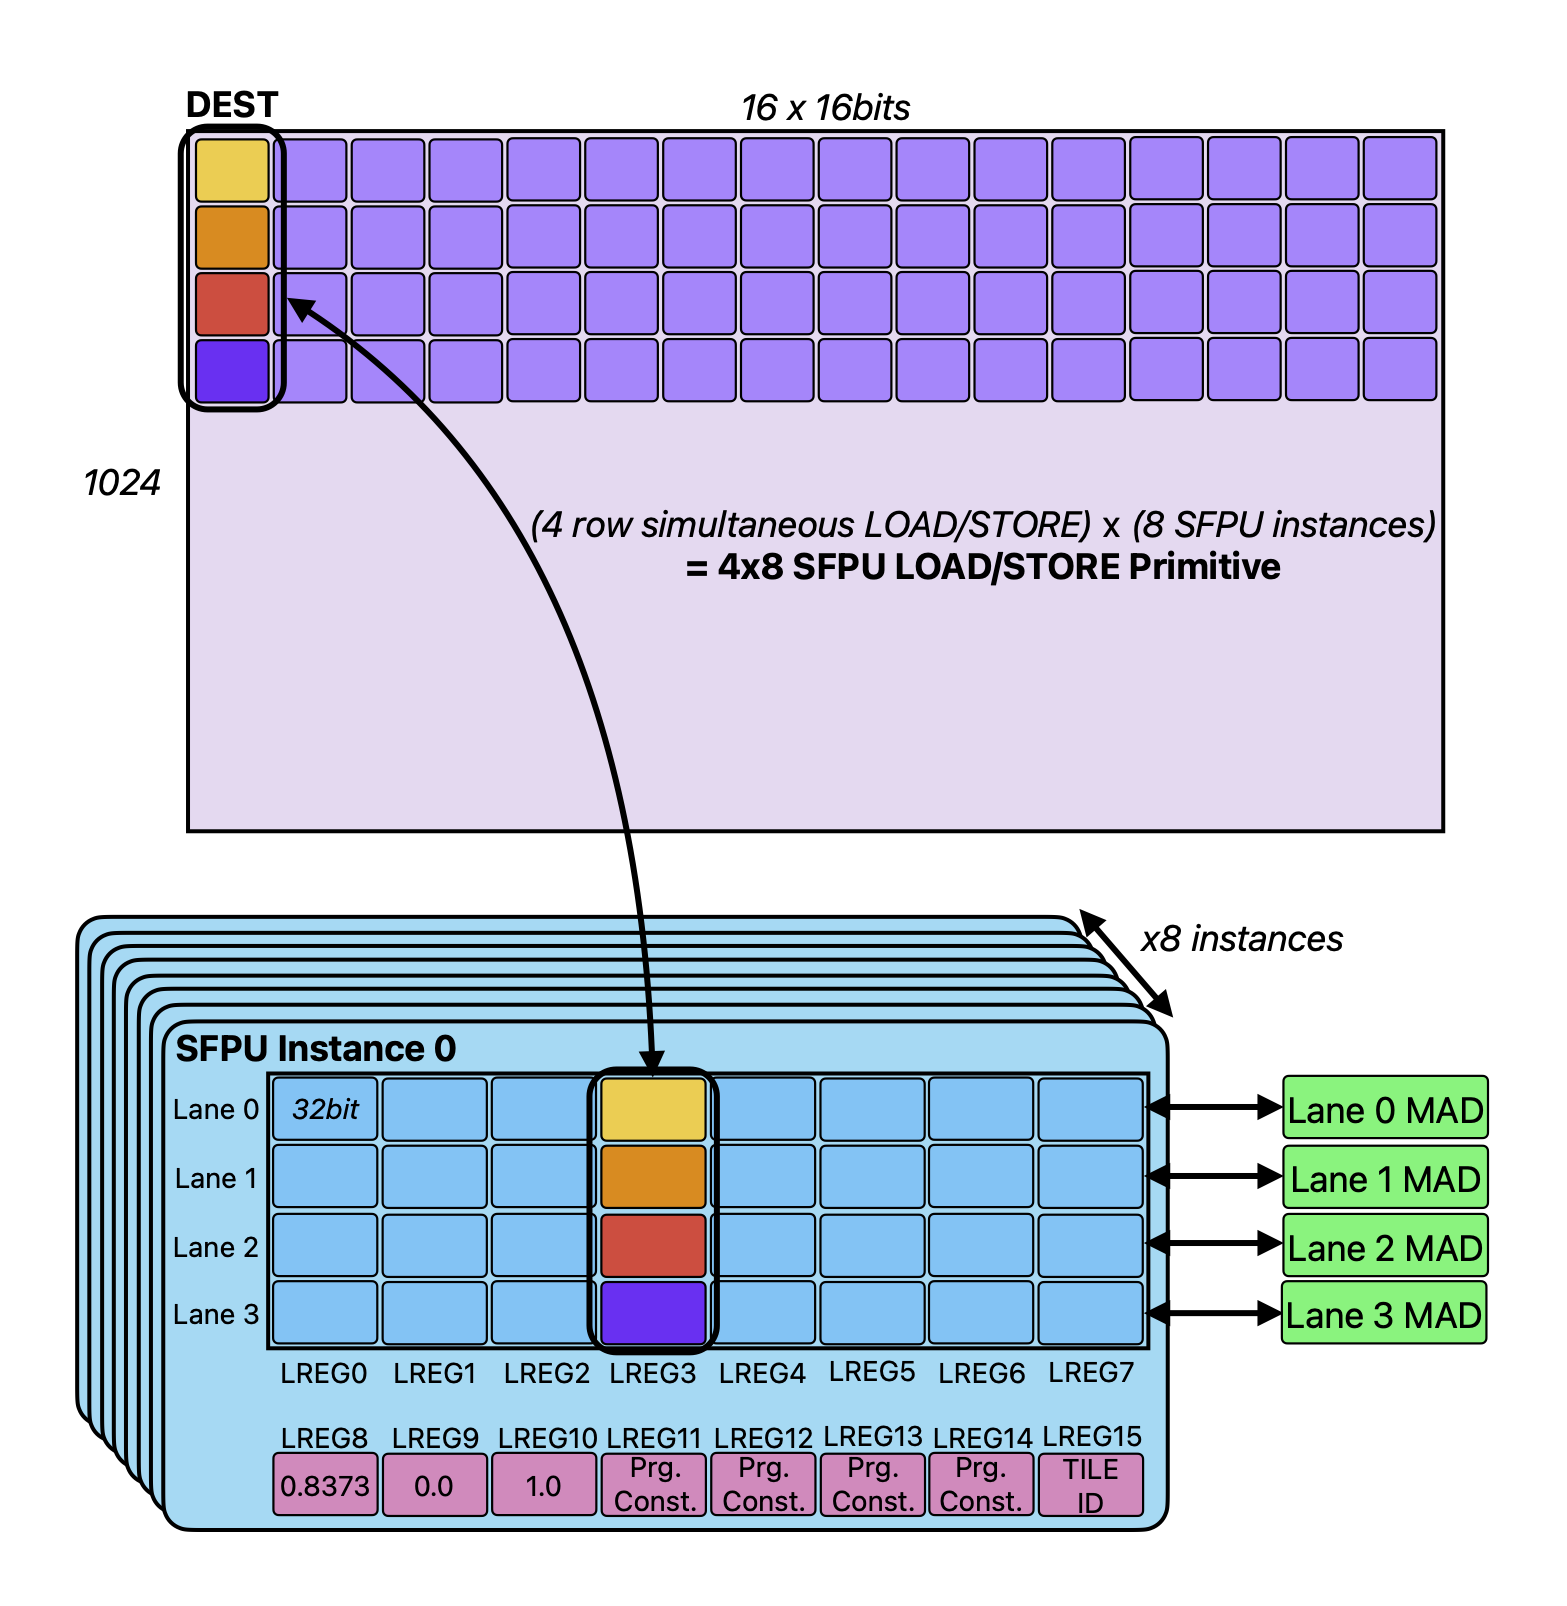 DEST
16 x 16bits
1024
(4 row simultaneous LOAD/STORE) x (8 SFPU instances)
= 4x8 SFPU LOAD/STORE Primitive
x8 instances
SFPU Instance 0
Lane 0
32bit
Lane 0 MAD
Lane 1
Lane 1 MAD
Lane 2
Lane 2 MAD
Lane 3
Lane 3 MAD
LREG0 LREG1 LREG2 LREG3 LREG4 LREG5 LREG6 LREG7
LREG8 LREG9 LREG10 LREG11 LREG12 LREG13 LREG14 LREG15
0.8373
0.0
1.0
Prg.
Const.
Prg.
Const.
Prg.
Const.
Prg.
Const.
TILE
ID